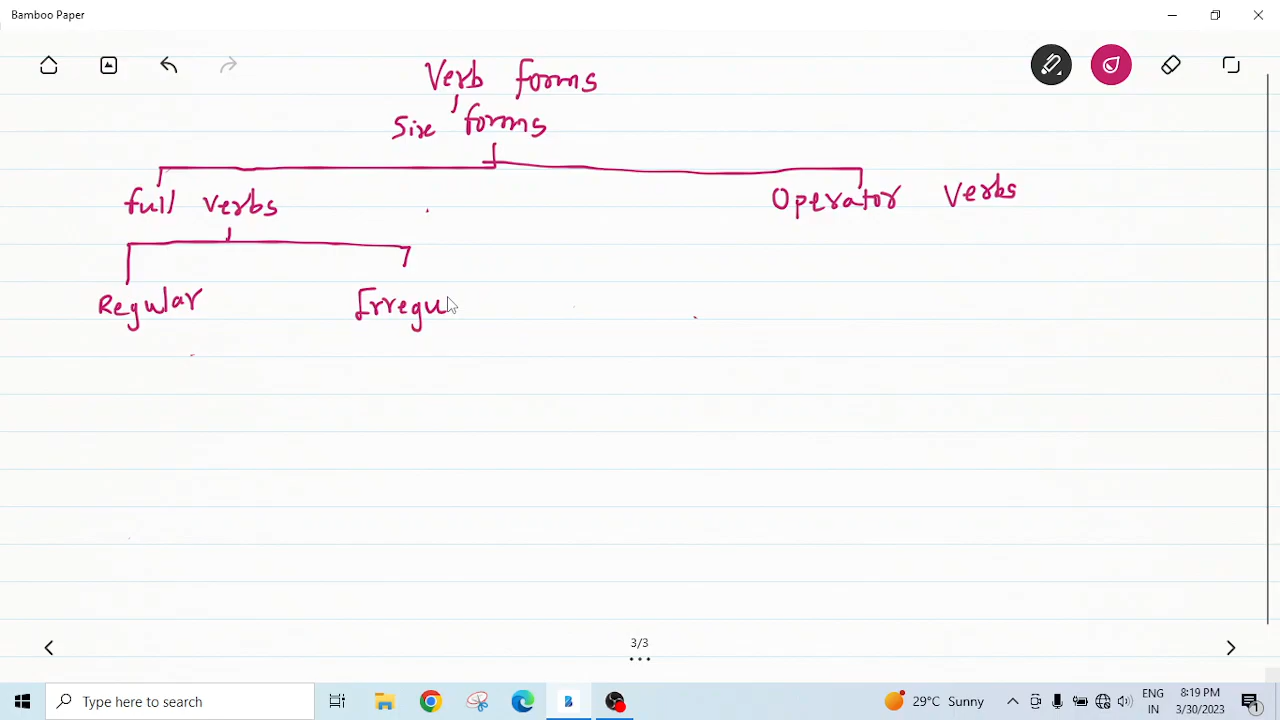 Bamboo Paper
Verb forms
Six forms
full verbs
Operator Verbs
Regular
Irregu
3/3
Type here to search
29°C Sunny
ENG
IN
8:19 PM
3/30/2023
1